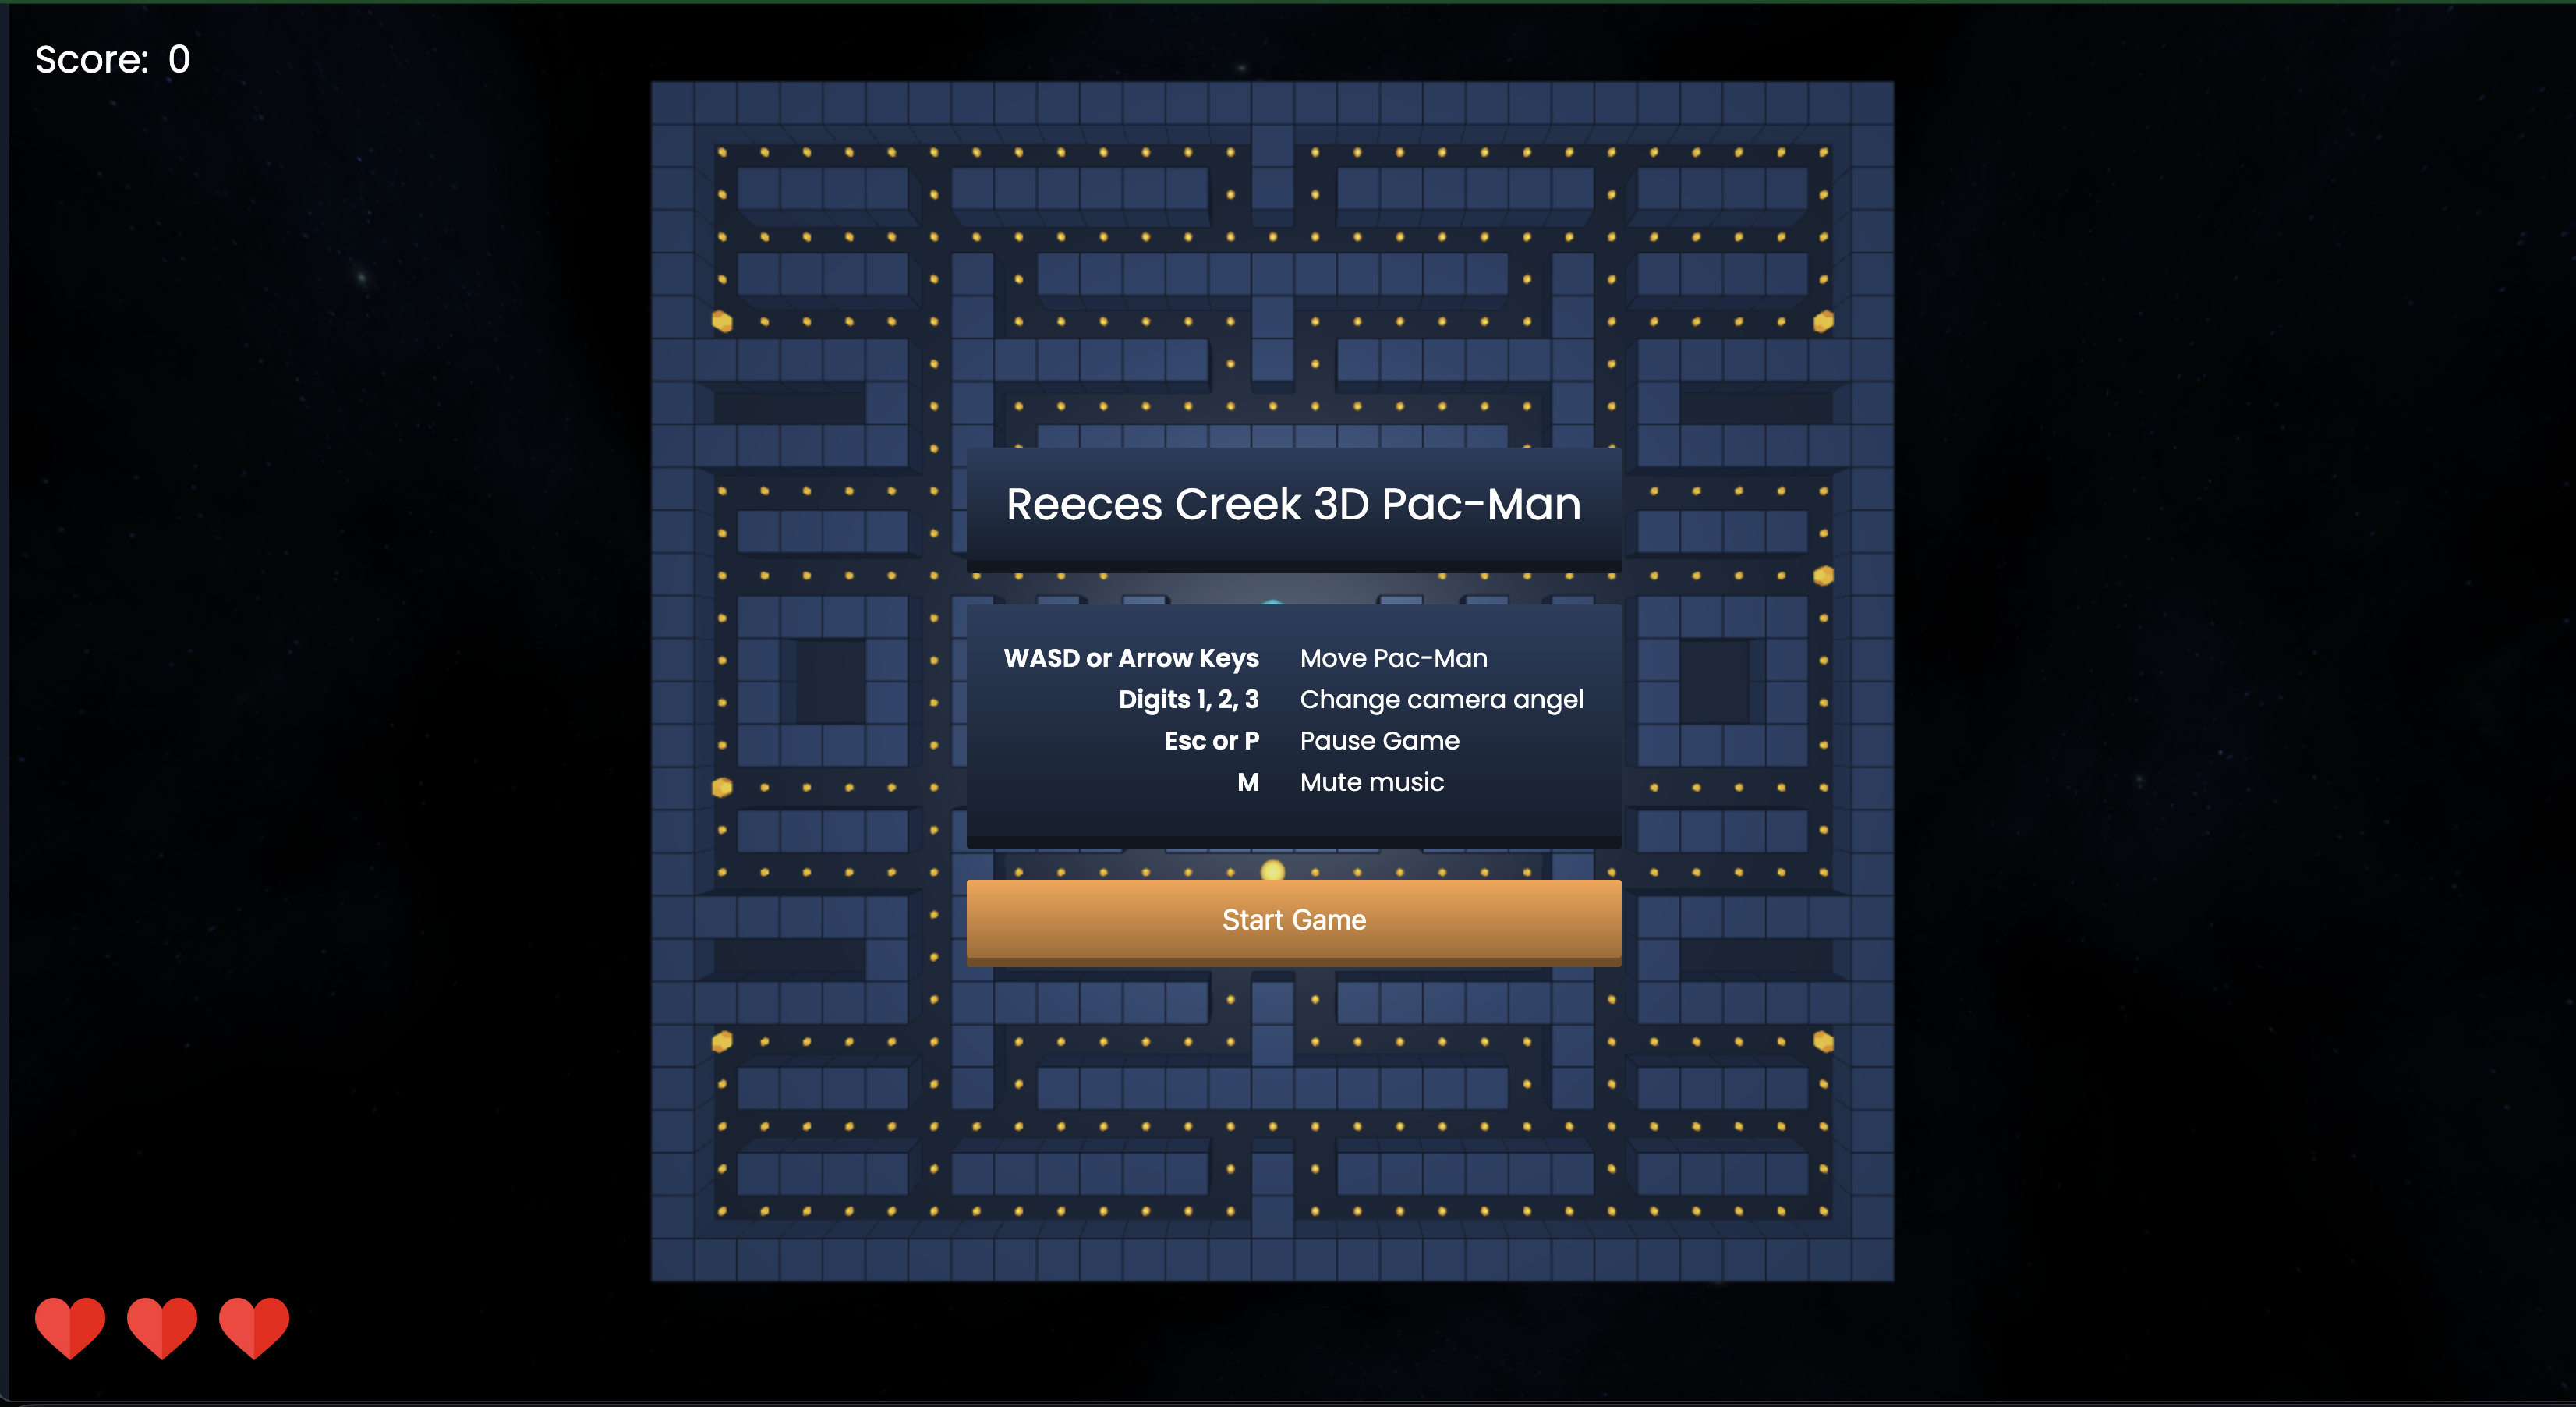 Score: 0
Reeces Creek 3D Pac-Man
WASD or Arrow Keys Move Pac-Man
Digits 1, 2, 3 Change camera angel
Esc or P Pause Game
M Mute music
Start Game